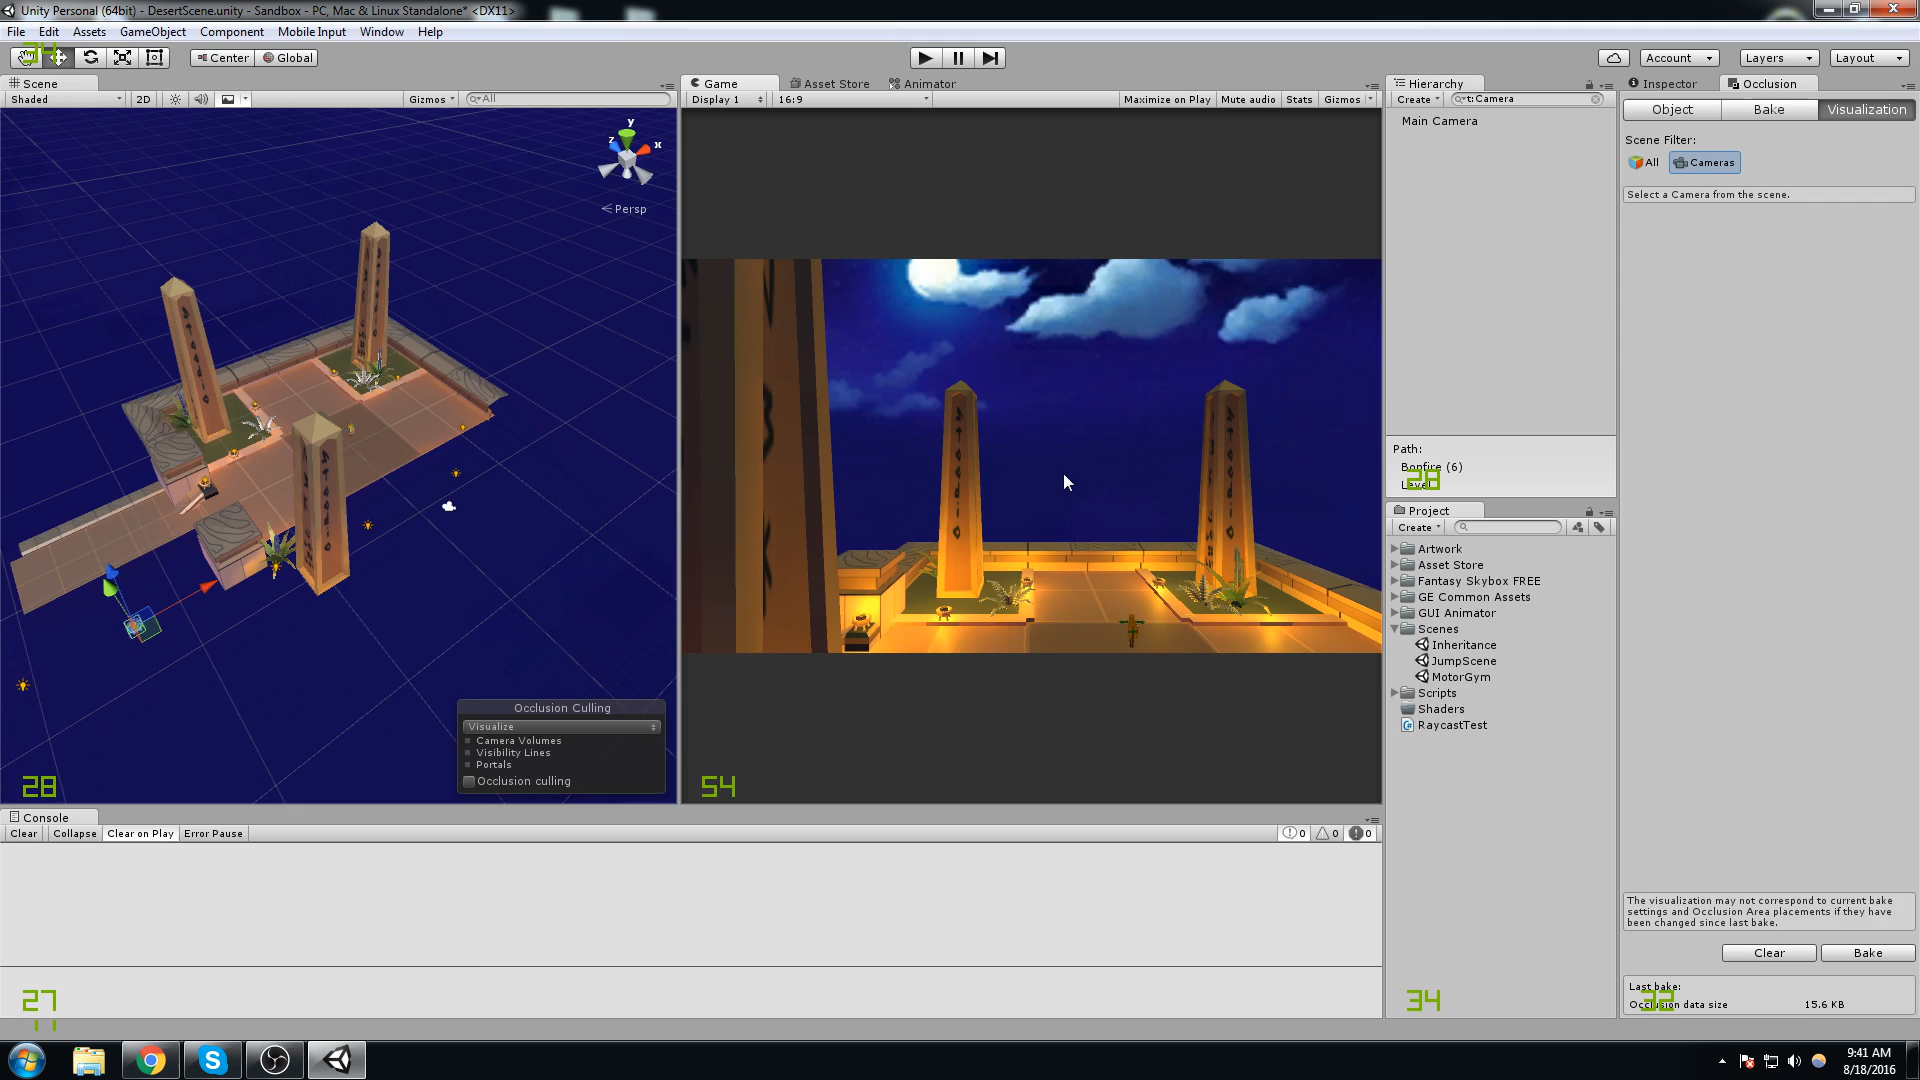 Unity Personal (64bit) - DesertScene.unity - Sandbox - PC, Mac & Linux Standalone* <DX11>
File Edit Assets GameObject Component Mobile Input Window Help
34
Center Global
Account Layers Layout
Scene
Shaded 2D Gizmos All
y
z x
Persp
Occlusion Culling
Visualize
Camera Volumes
Visibility Lines
Portals
Occlusion culling
28
Game Asset Store Animator
Display 1 16:9 Maximize on Play Mute audio Stats Gizmos
54
Hierarchy
Create t:Camera
Main Camera
Path:
Bonfire (6)
Level
28
Project
Create
Artwork
Asset Store
Fantasy Skybox FREE
GE Common Assets
GUI Animator
Scenes
Inheritance
JumpScene
MotorGym
Scripts
Shaders
RaycastTest
34
Inspector Occlusion
Object Bake Visualization
Scene Filter:
All Cameras
Select a Camera from the scene.
The visualization may not correspond to current bake
settings and Occlusion Area placements if they have
been changed since last bake.
Clear Bake
Last bake:
Occlusion data size 15.6 KB
32
Console
Clear Collapse Clear on Play Error Pause 0 0 0
27
9:41 AM
8/18/2016